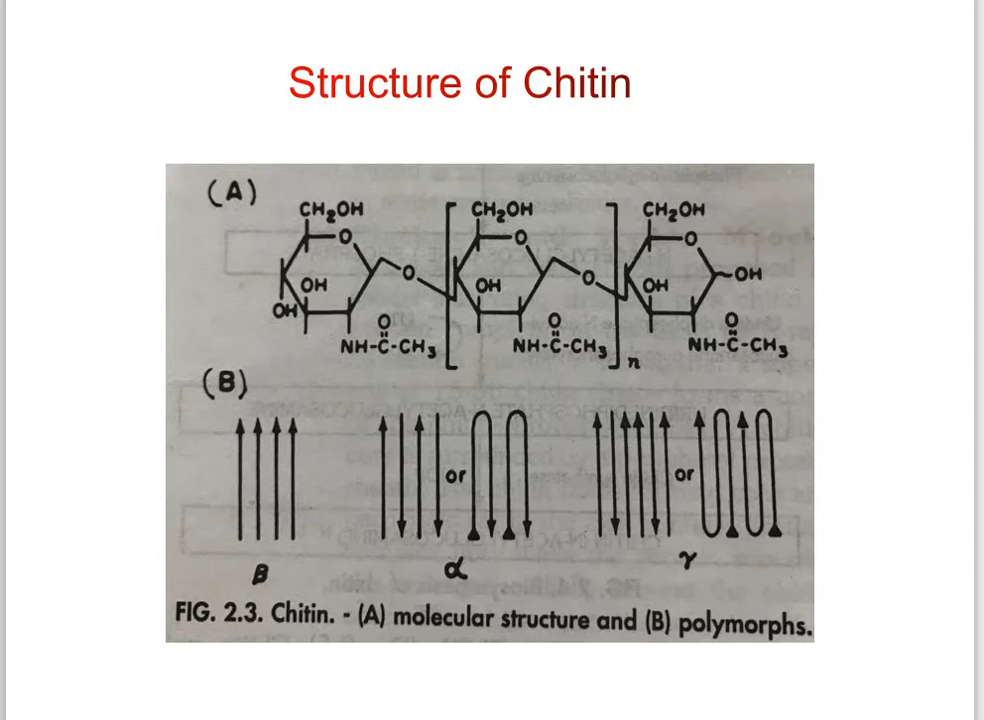 Structure of Chitin
(A)
CH2OH CH2OH CH2OH
O O O
OH O OH O OH OH
OH
O O O
NH-C-CH3 NH-C-CH3 n NH-C-CH3
(B)
or or
β α γ
FIG. 2.3. Chitin. - (A) molecular structure and (B) polymorphs.